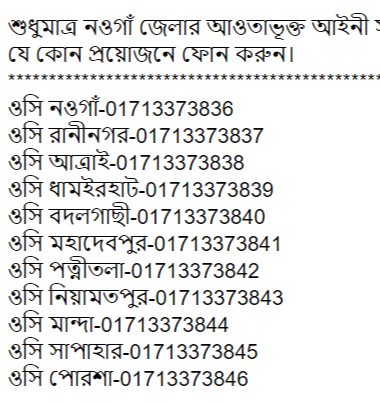 শুধুমাত্র নওগাঁ জেলার আওতাভূক্ত আইনী
যে কোন প্রয়োজনে ফোন করুন।
**********************************************
ওসি নওগাঁ-01713373836
ওসি রানীনগর-01713373837
ওসি আত্রাই-01713373838
ওসি ধামইরহাট-01713373839
ওসি বদলগাছী-01713373840
ওসি মহাদেবপুর-01713373841
ওসি পত্নীতলা-01713373842
ওসি নিয়ামতপুর-01713373843
ওসি মান্দা-01713373844
ওসি সাপাহার-01713373845
ওসি পোরশা-01713373846